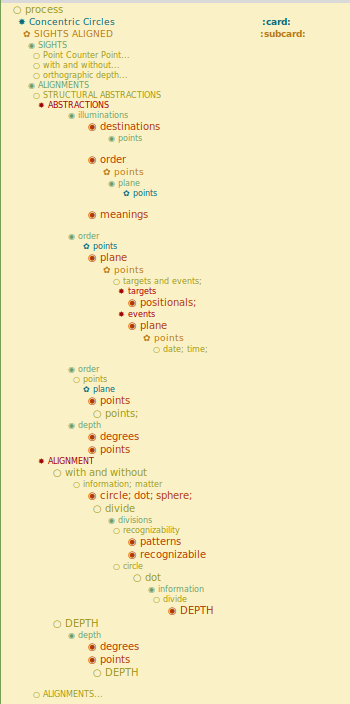 process
Concentric Circles :card:
SIGHTS ALIGNED :subcard:
SIGHTS
Point Counter Point...
with and without...
orthographic depth...
ALIGNMENTS
STRUCTURAL ABSTRACTIONS
ABSTRACTIONS
illuminations
destinations
points
order
points
plane
points
meanings
order
points
plane
points
targets and events;
targets
positionals;
events
plane
points
date; time;
order
points
plane
points
points;
depth
degrees
points
ALIGNMENT
with and without
information; matter
circle; dot; sphere;
divide
divisions
recognizability
patterns
recognizabile
circle
dot
information
divide
DEPTH
DEPTH
depth
degrees
points
DEPTH
ALIGNMENTS...